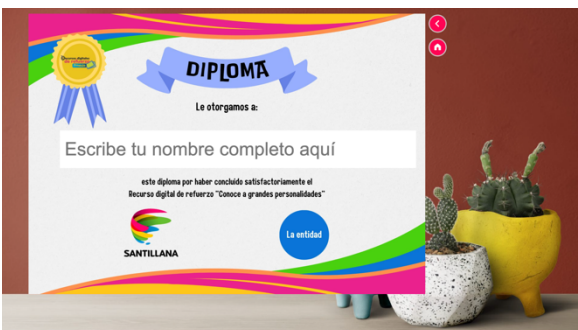 DIPLOMA
Le otorgamos a:
Escribe tu nombre completo aquí
este diploma por haber concluido satisfactoriamente el
Recurso digital de refuerzo "Conoce a grandes personalidades"
SANTILLANA
La entidad